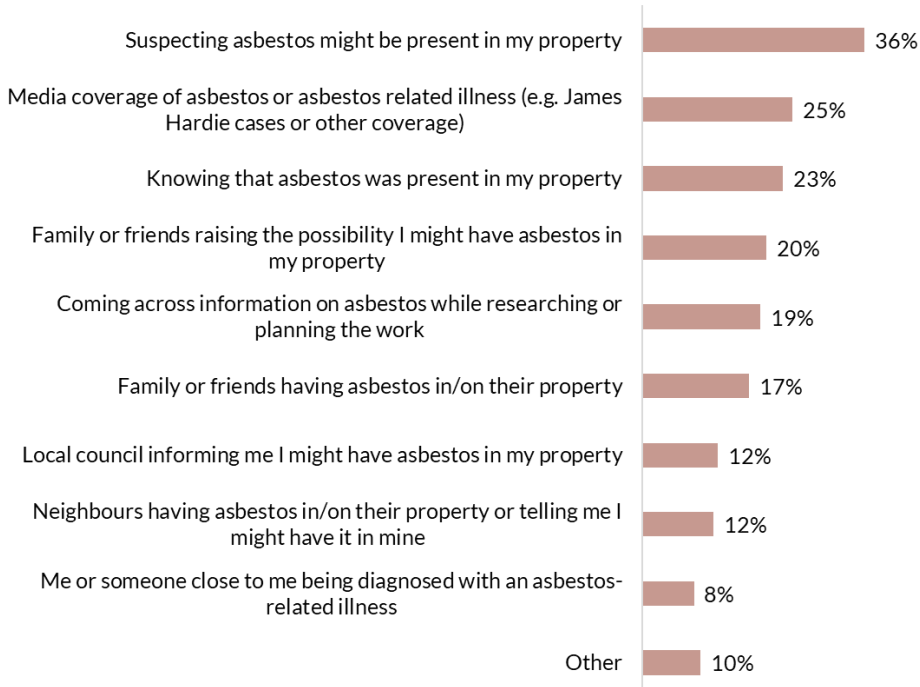 Suspecting asbestos might be present in my property 36%
Media coverage of asbestos or asbestos related illness (e.g. James
Hardie cases or other coverage) 25%
Knowing that asbestos was present in my property 23%
Family or friends raising the possibility I might have asbestos in
my property 20%
Coming across information on asbestos while researching or
planning the work 19%
Family or friends having asbestos in/on their property 17%
Local council informing me I might have asbestos in my property 12%
Neighbours having asbestos in/on their property or telling me I
might have it in mine 12%
Me or someone close to me being diagnosed with an asbestos-
related illness 8%
Other 10%